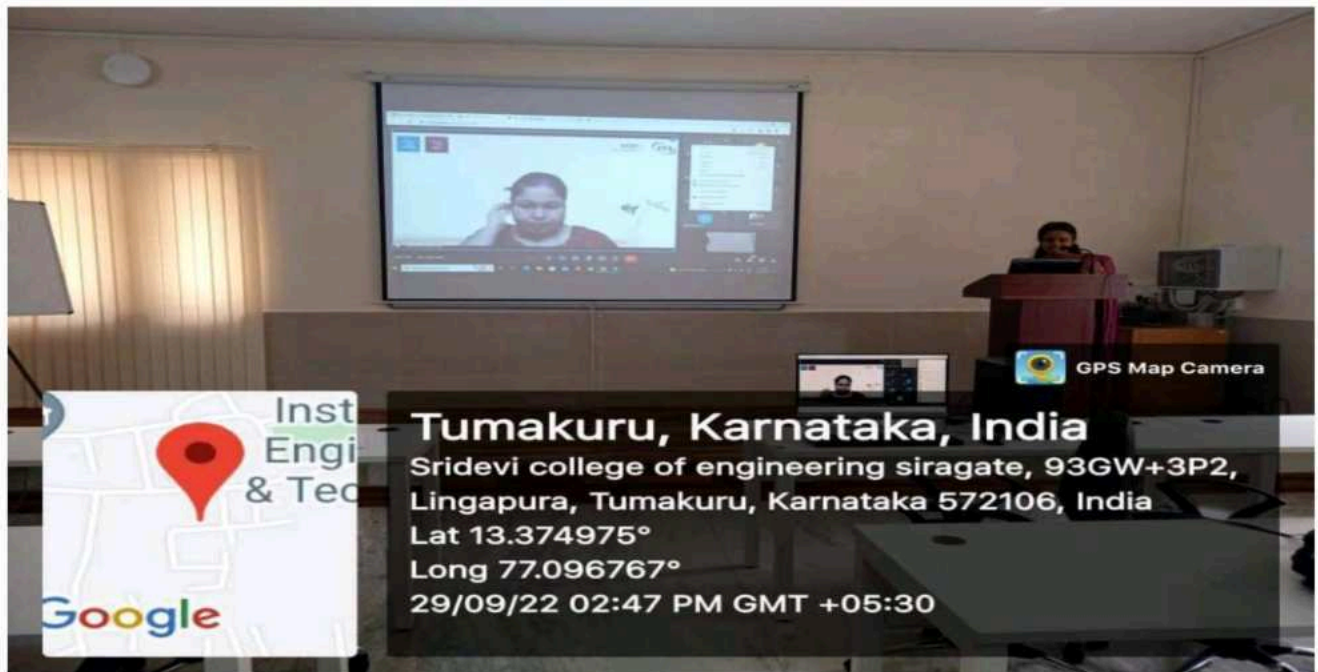 GPS Map Camera
Inst
Engi
& Tec
Google
Tumakuru, Karnataka, India
Sridevi college of engineering siragate, 93GW+3P2,
Lingapura, Tumakuru, Karnataka 572106, India
Lat 13.374975°
Long 77.096767°
29/09/22 02:47 PM GMT +05:30